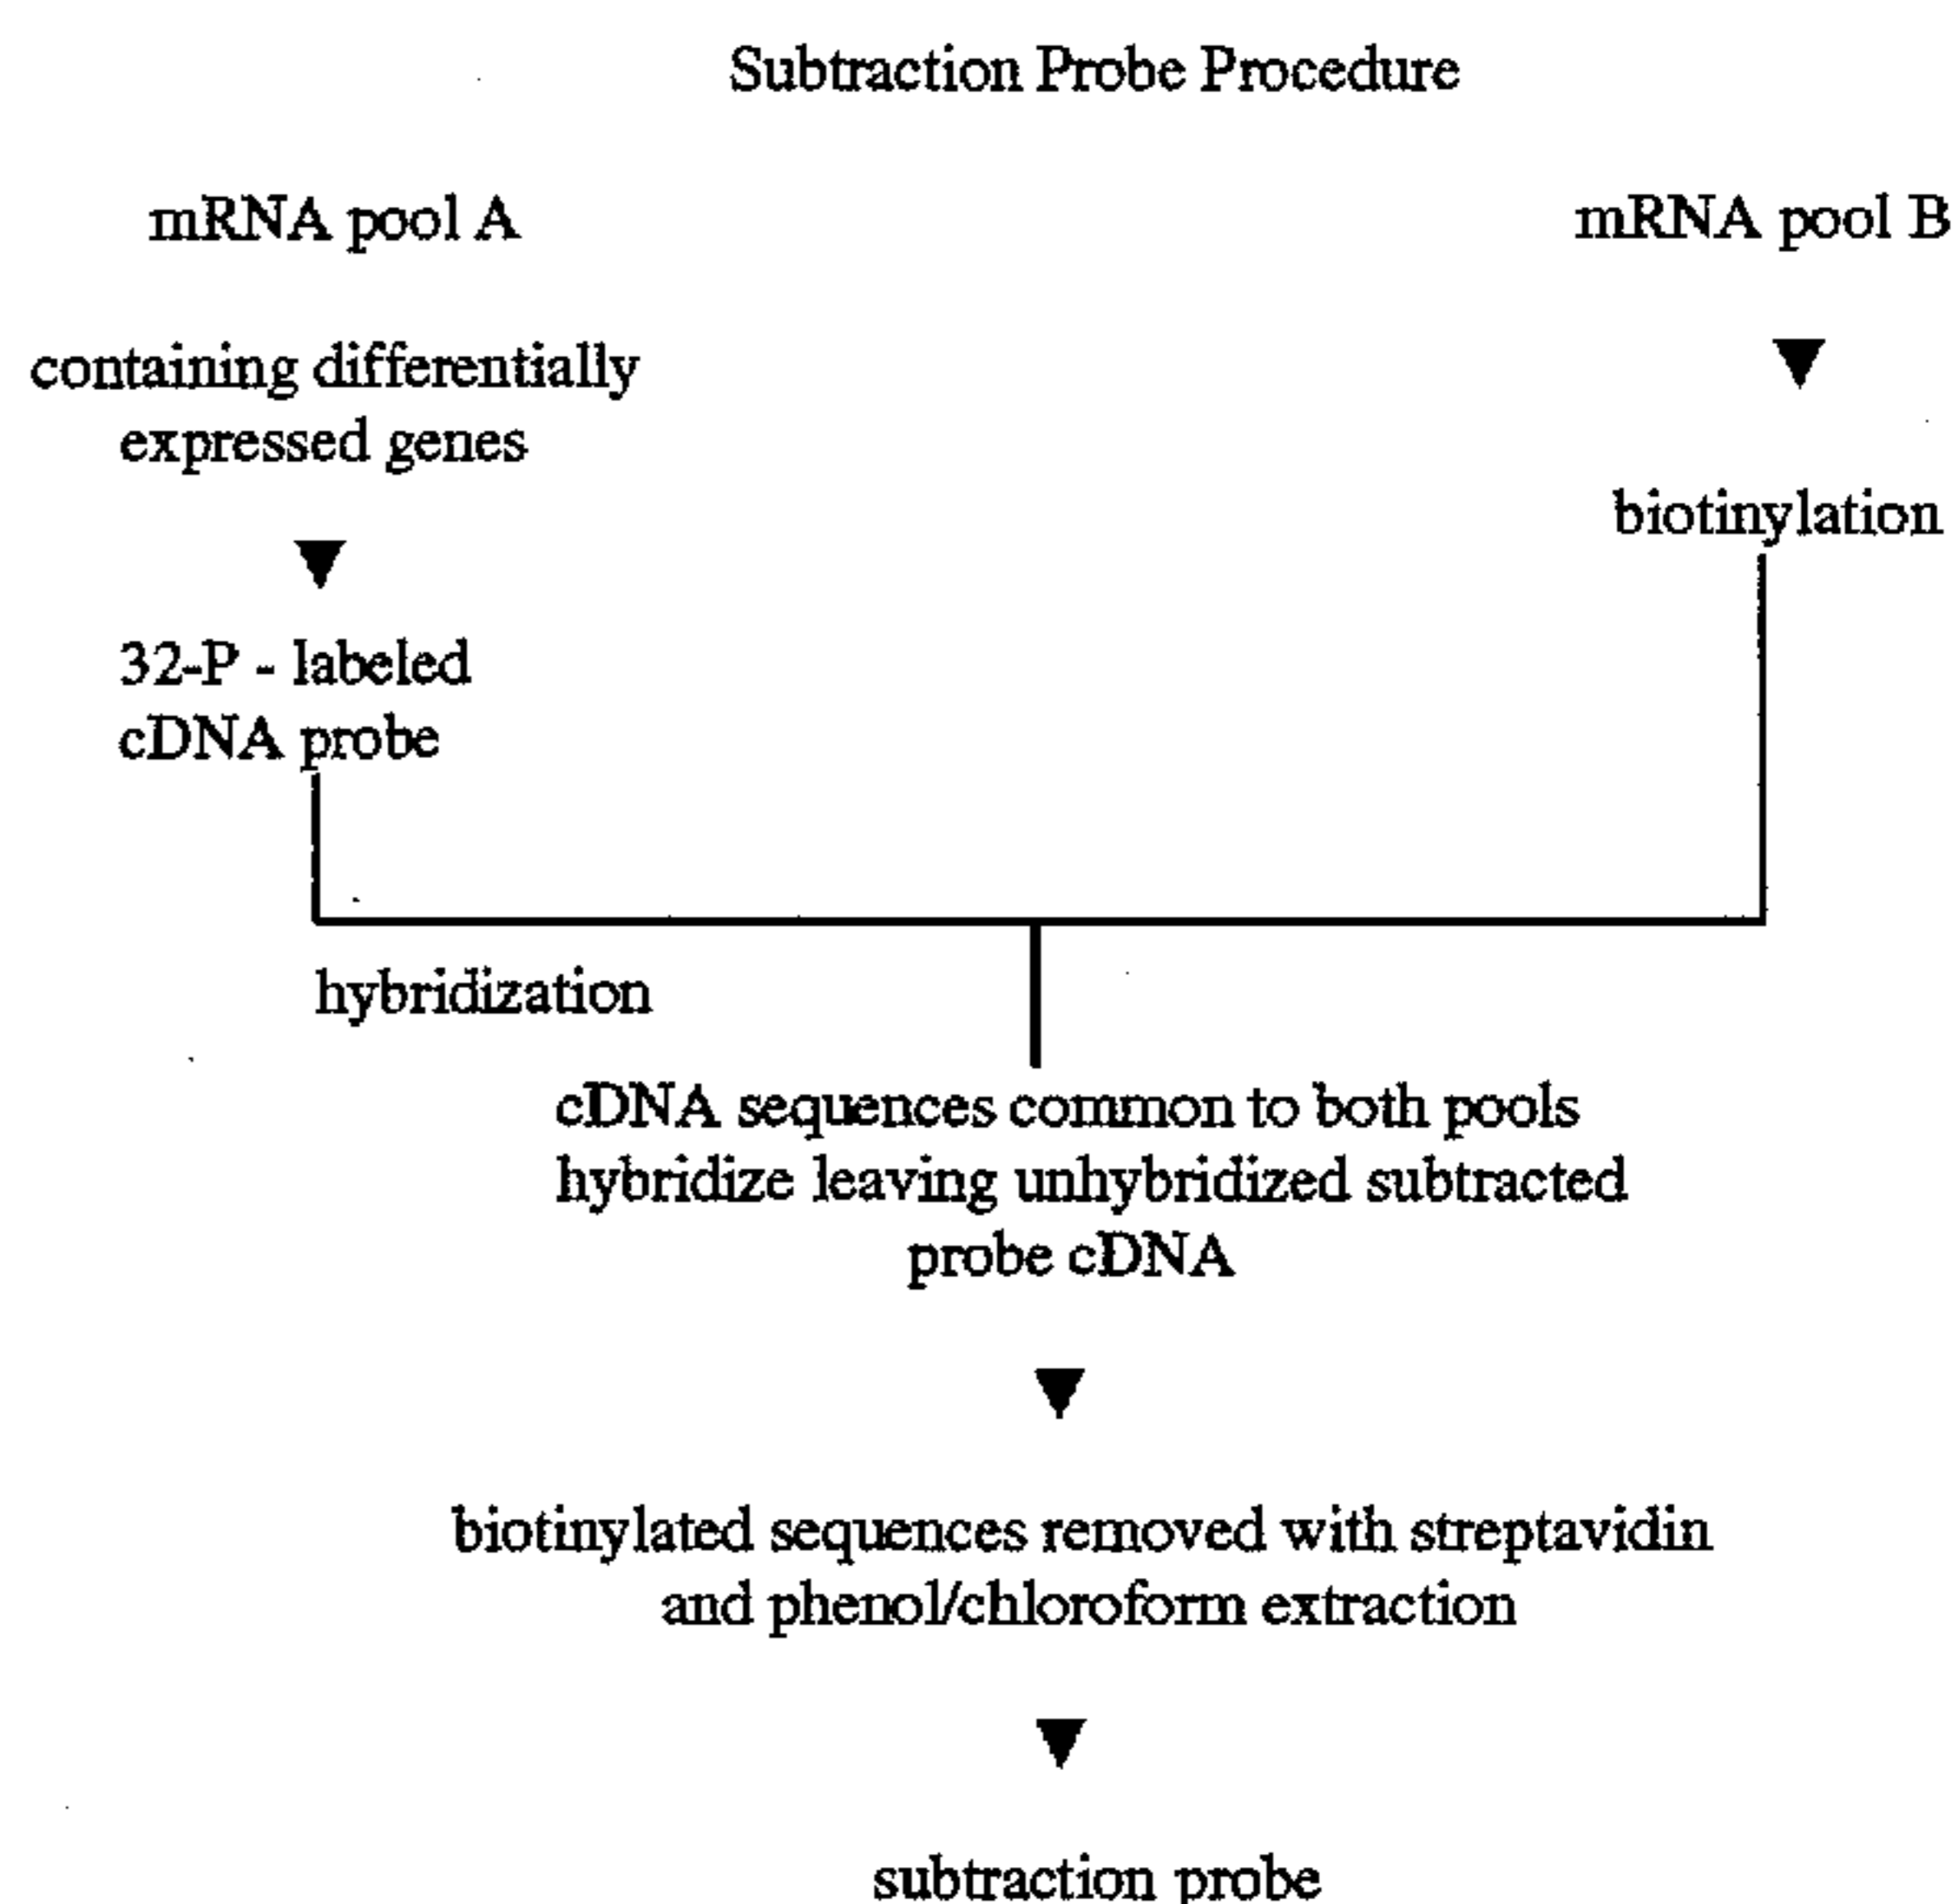 Subtraction Probe Procedure
mRNA pool A
mRNA pool B
containing differentially
expressed genes
biotinylation
32-P - labeled
cDNA probe
hybridization
cDNA sequences common to both pools
hybridize leaving unhybridized subtracted
probe cDNA
biotinylated sequences removed with streptavidin
and phenol/chloroform extraction
subtraction probe